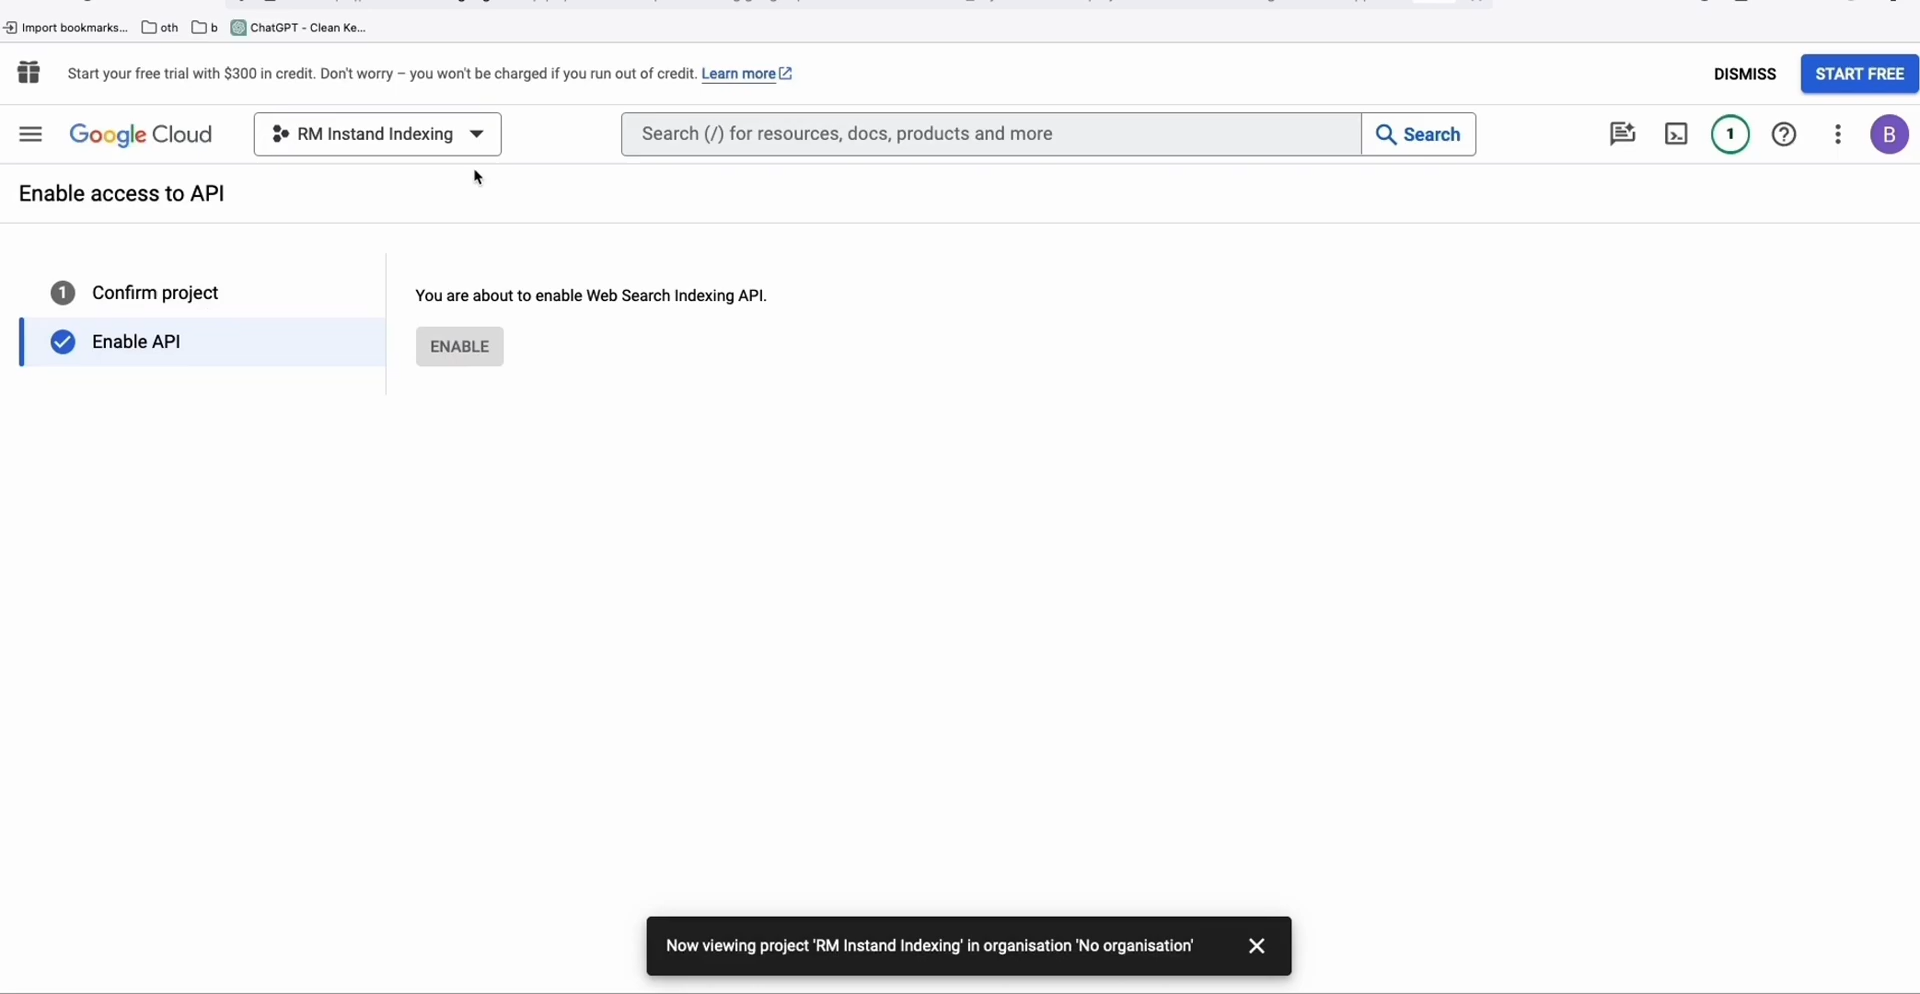 Import bookmarks...
oth
b
ChatGPT - Clean Ke...
Start your free trial with $300 in credit. Don't worry – you won't be charged if you run out of credit. Learn more
DISMISS
START FREE
Google Cloud
RM Instand Indexing
Search (/) for resources, docs, products and more
Search
1
B
Enable access to API
1 Confirm project
Enable API
You are about to enable Web Search Indexing API.
ENABLE
Now viewing project 'RM Instand Indexing' in organisation 'No organisation'